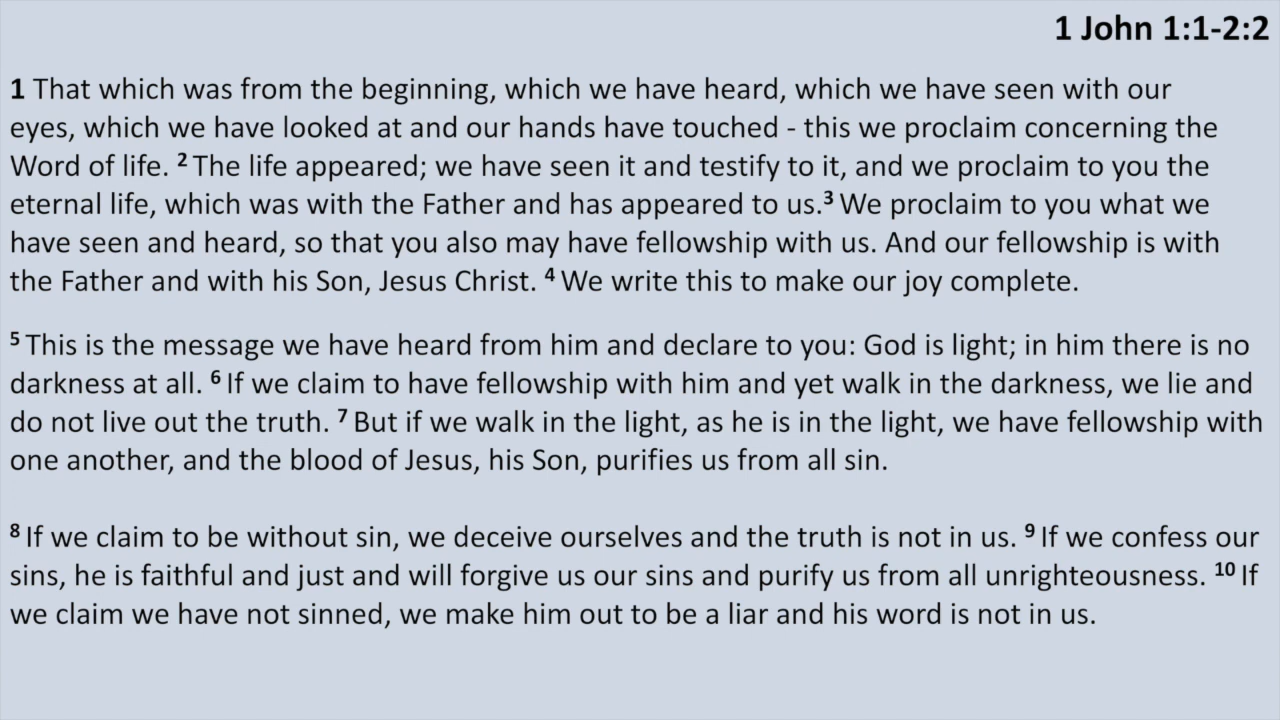 1 John 1:1-2:2
1 That which was from the beginning, which we have heard, which we have seen with our
eyes, which we have looked at and our hands have touched - this we proclaim concerning the
Word of life. 2 The life appeared; we have seen it and testify to it, and we proclaim to you the
eternal life, which was with the Father and has appeared to us.3 We proclaim to you what we
have seen and heard, so that you also may have fellowship with us. And our fellowship is with
the Father and with his Son, Jesus Christ. 4 We write this to make our joy complete.
5 This is the message we have heard from him and declare to you: God is light; in him there is no
darkness at all. 6 If we claim to have fellowship with him and yet walk in the darkness, we lie and
do not live out the truth. 7 But if we walk in the light, as he is in the light, we have fellowship with
one another, and the blood of Jesus, his Son, purifies us from all sin.
8 If we claim to be without sin, we deceive ourselves and the truth is not in us. 9 If we confess our
sins, he is faithful and just and will forgive us our sins and purify us from all unrighteousness. 10 If
we claim we have not sinned, we make him out to be a liar and his word is not in us.